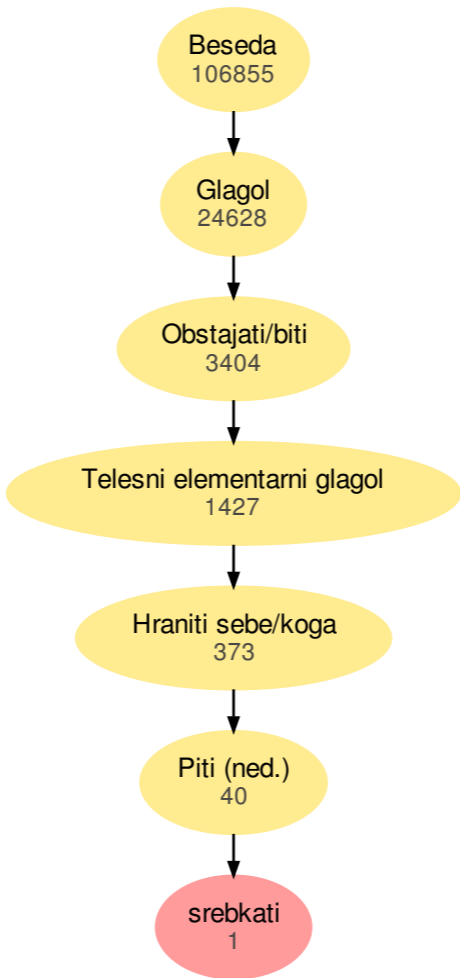 Beseda
106855
Glagol
24628
Obstajati/biti
3404
Telesni elementarni glagol
1427
Hraniti sebe/koga
373
Piti (ned.)
40
srebkati
1